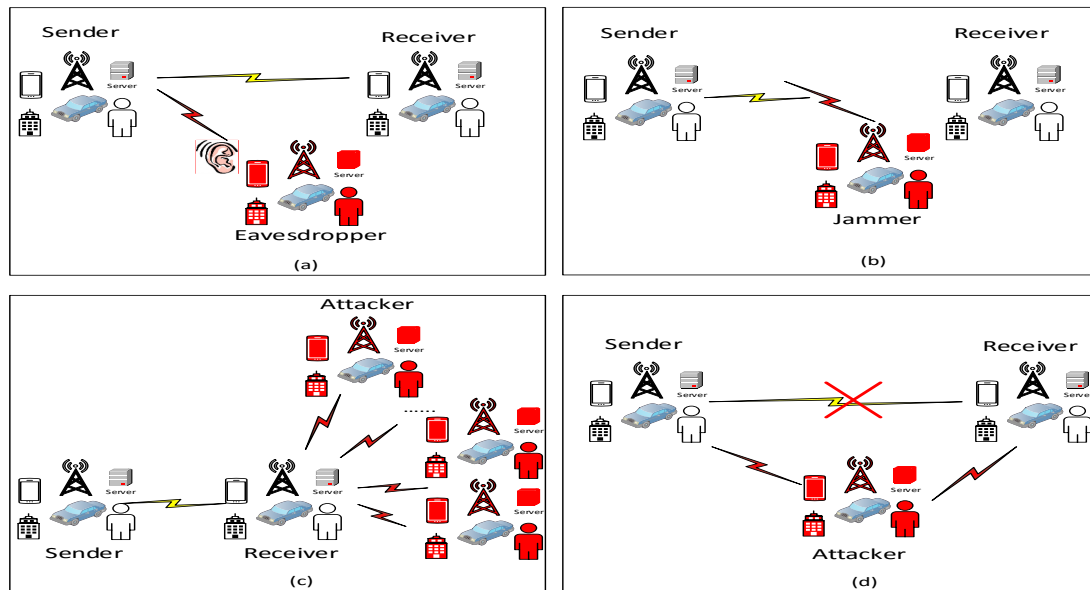 Sender
Receiver
Server
Server
Server
Eavesdropper
(a)
Sender
Receiver
Server
Server
Server
Jammer
(b)
Attacker
Server
Server
Server
Server
Server
Sender
Receiver
(c)
Sender
Receiver
Server
Server
Server
Attacker
(d)